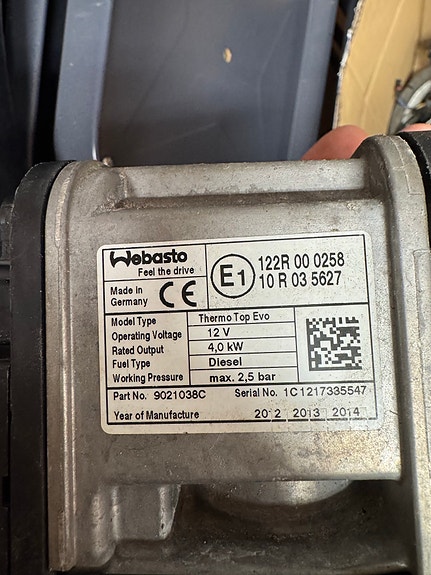 Webasto
Feel the drive
Made in
Germany
CE
E1
122R 00 0258
10 R 03 5627
Model Type Thermo Top Evo
Operating Voltage 12 V
Rated Output 4,0 kW
Fuel Type Diesel
Working Pressure max. 2,5 bar
Part No. 9021038C Serial No. 1C1217335547
Year of Manufacture 2012 2013 2014